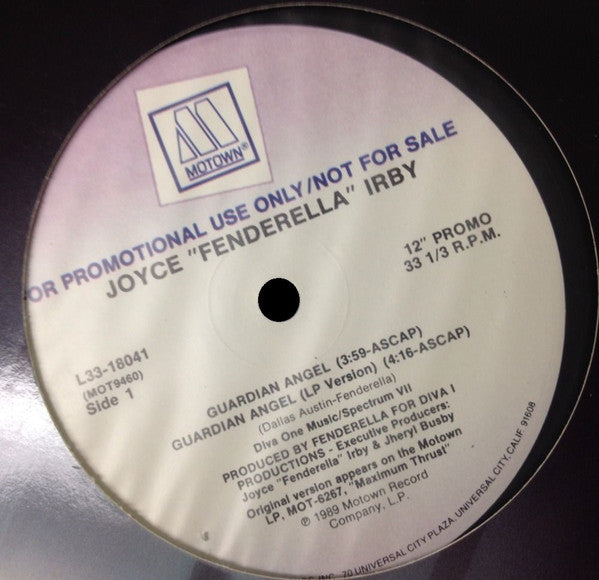 MOTOWN®
OR PROMOTIONAL USE ONLY/NOT FOR SALE
JOYCE "FENDERELLA" IRBY
12" PROMO
33 1/3 R.P.M.
L33-18041
(MOT9460)
Side 1
GUARDIAN ANGEL (3:59-ASCAP)
GUARDIAN ANGEL (LP Version) (4:16-ASCAP)
(Dallas Austin-Fenderella)
Diva One Music/Spectrum VII
PRODUCED BY FENDERELLA FOR DIVA I
PRODUCTIONS - Executive Producers:
Joyce "Fenderella" Irby & Jheryl Busby
Original version appears on the Motown
LP, MOT-6267, "Maximum Thrust"
℗ 1989 Motown Record
Company, L.P.
INC., 70 UNIVERSAL CITY PLAZA, UNIVERSAL CITY, CALIF. 91608